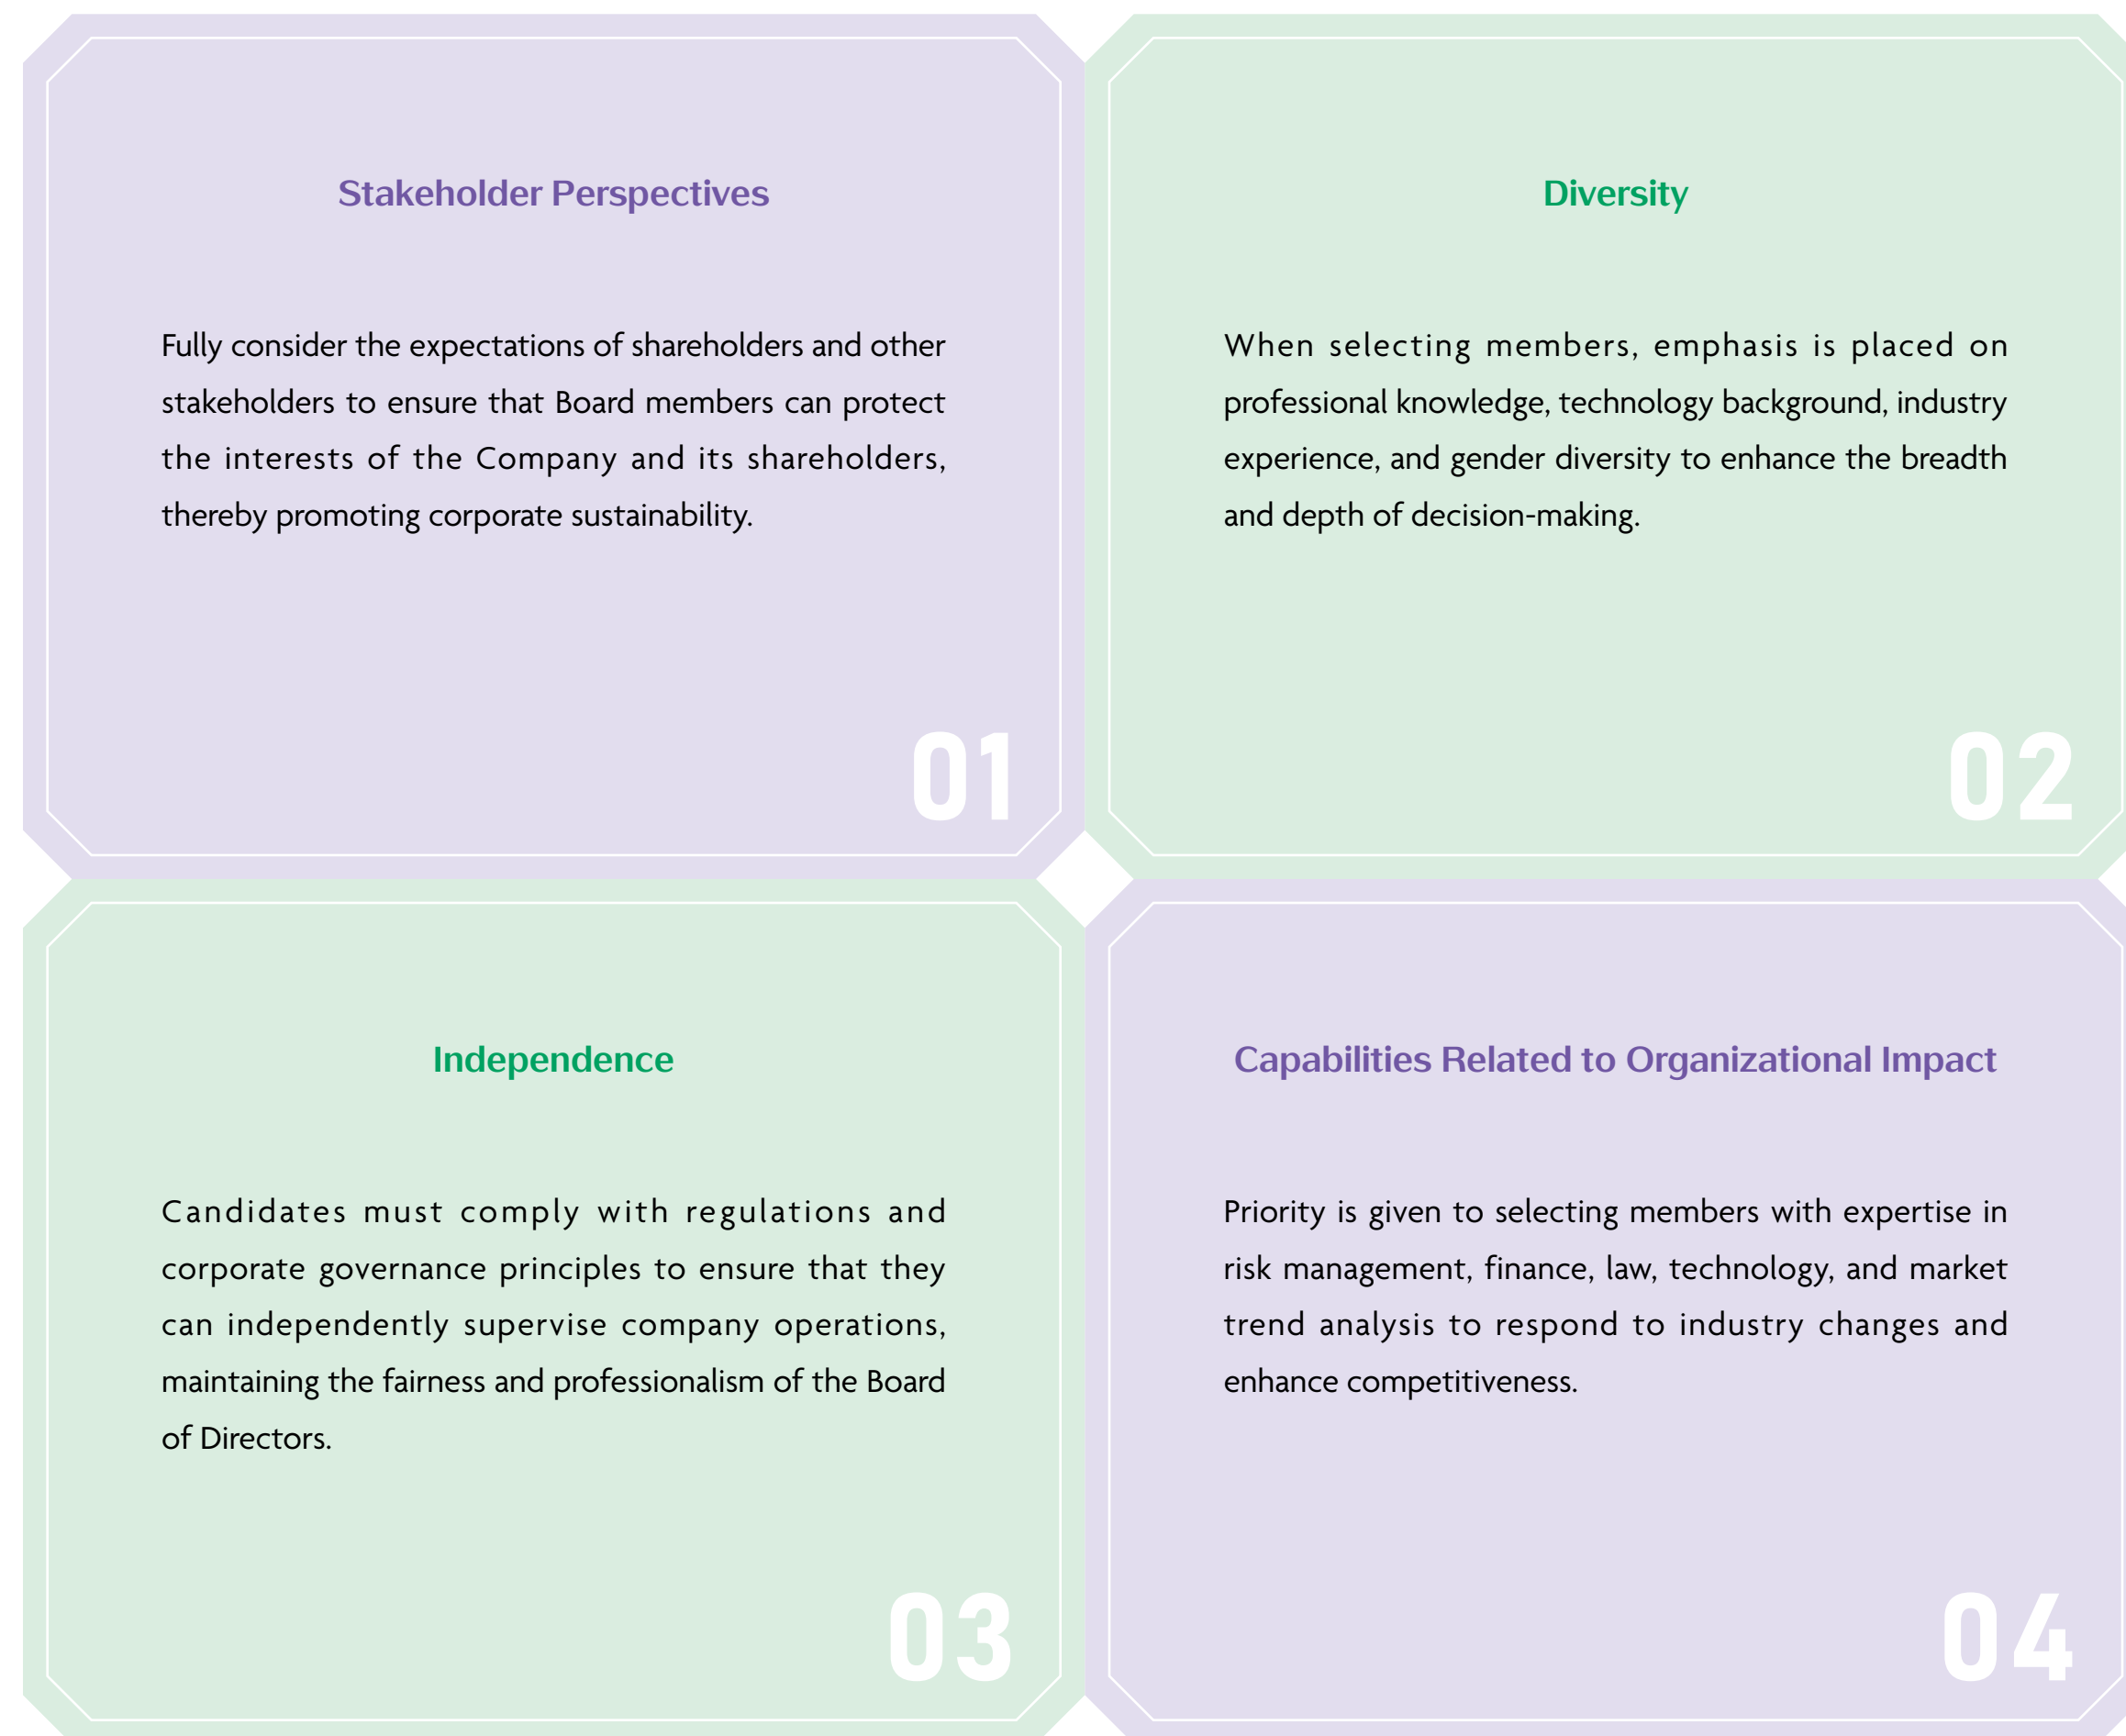 Stakeholder Perspectives
Fully consider the expectations of shareholders and other
stakeholders to ensure that Board members can protect
the interests of the Company and its shareholders,
thereby promoting corporate sustainability.
01
Diversity
When selecting members, emphasis is placed on
professional knowledge, technology background, industry
experience, and gender diversity to enhance the breadth
and depth of decision-making.
02
Independence
Candidates must comply with regulations and
corporate governance principles to ensure that they
can independently supervise company operations,
maintaining the fairness and professionalism of the Board
of Directors.
03
Capabilities Related to Organizational Impact
Priority is given to selecting members with expertise in
risk management, finance, law, technology, and market
trend analysis to respond to industry changes and
enhance competitiveness.
04